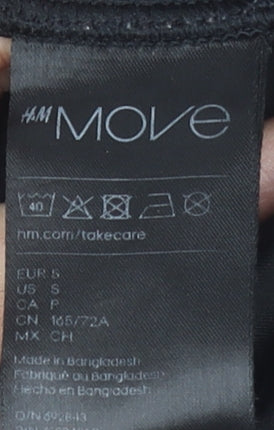 H&M MOVE
40
hm.com/takecare
EUR S
US S
CA P
CN 165/72A
MX CH
Made in Bangladesh
Fabriqué au Bangladesh
Hecho en Bangladesh
O/N 692843